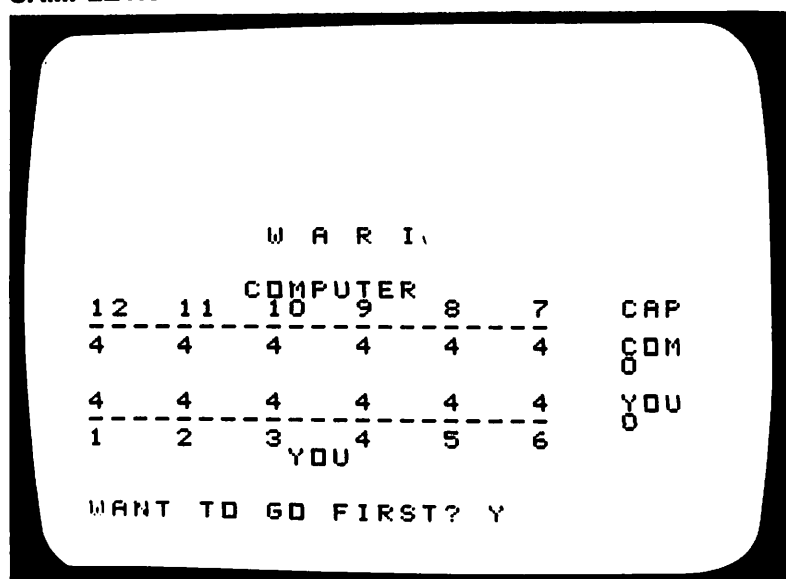 W A R I
COMPUTER
12 11 10 9 8 7 CAP
4 4 4 4 4 4 COM
0
4 4 4 4 4 4 YOU
0
1 2 3 4 5 6
YOU
WANT TO GO FIRST? Y